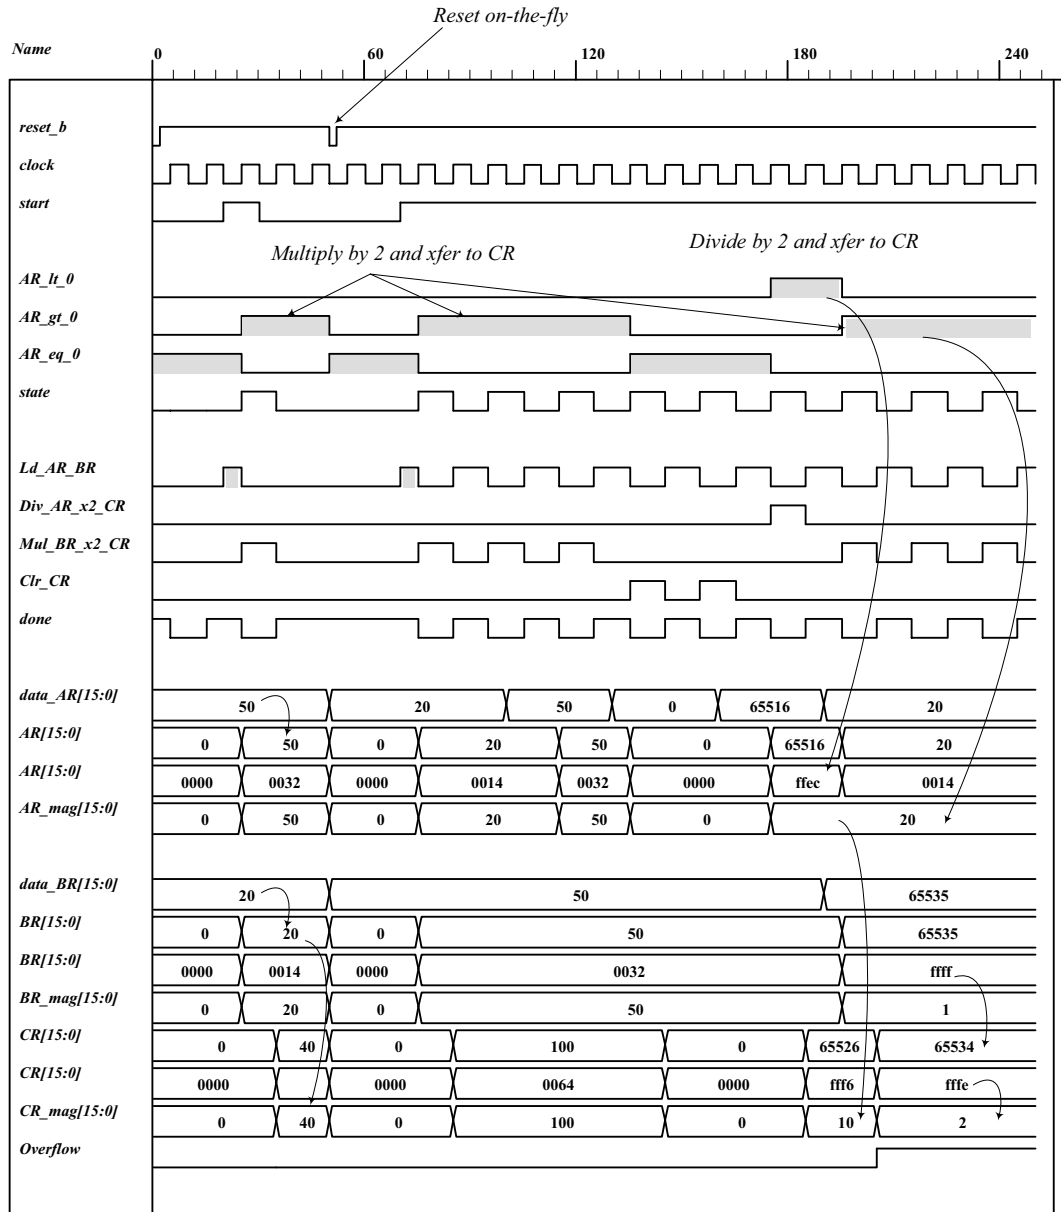 Reset on-the-fly
Name 0 60 120 180 240
reset_b
clock
start
Multiply by 2 and xfer to CR Divide by 2 and xfer to CR
AR_lt_0
AR_gt_0
AR_eq_0
state
Ld_AR_BR
Div_AR_x2_CR
Mul_BR_x2_CR
Clr_CR
done
data_AR[15:0] 50 20 50 0 65516 20
AR[15:0] 0 50 0 20 50 0 65516 20
AR[15:0] 0000 0032 0000 0014 0032 0000 ffec 0014
AR_mag[15:0] 0 50 0 20 50 0 20
data_BR[15:0] 20 50 65535
BR[15:0] 0 20 0 50 65535
BR[15:0] 0000 0014 0000 0032 ffff
BR_mag[15:0] 0 20 0 50 1
CR[15:0] 0 40 0 100 0 65526 65534
CR[15:0] 0000 0000 0064 0000 fff6 fffe
CR_mag[15:0] 0 40 0 100 0 10 2
Overflow